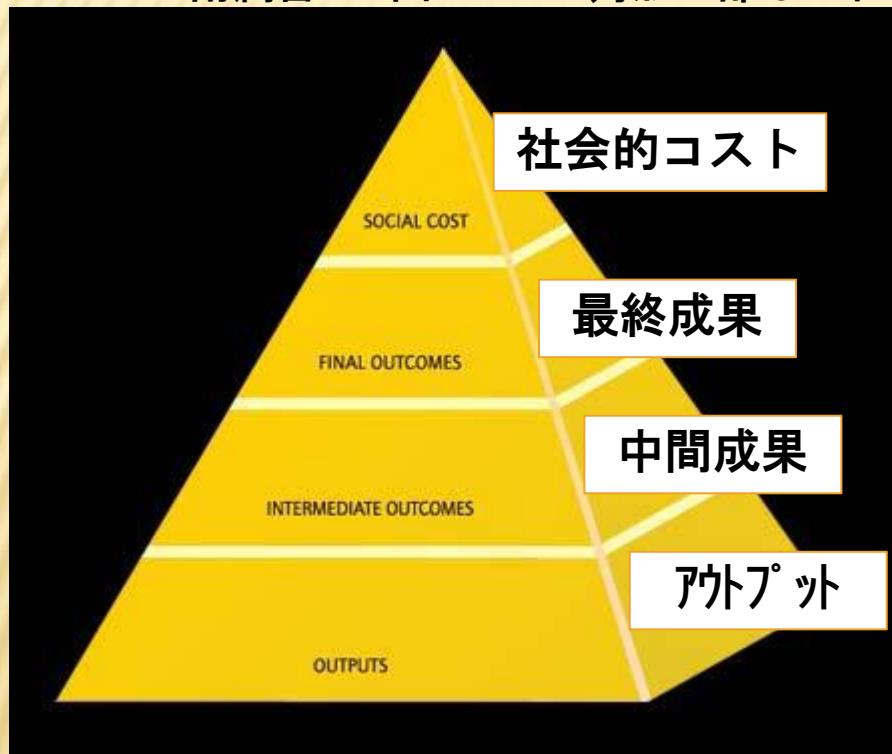 社会的コスト
SOCIAL COST
最終成果
FINAL OUTCOMES
中間成果
INTERMEDIATE OUTCOMES
ｱｳﾄﾌﾟｯﾄ
OUTPUTS